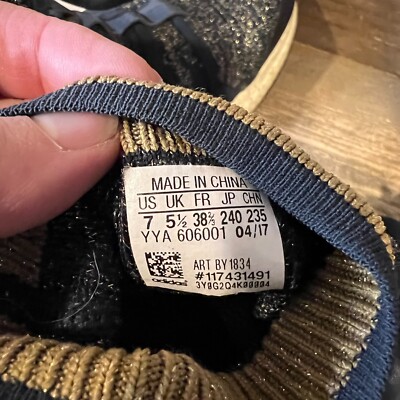 MADE IN CHINA
US UK FR JP CHN
7 5½ 38⅔ 240 235
YYA 606001 04/17
ART BY1834
#117431491
adidas 3Y9G2Q4K99994